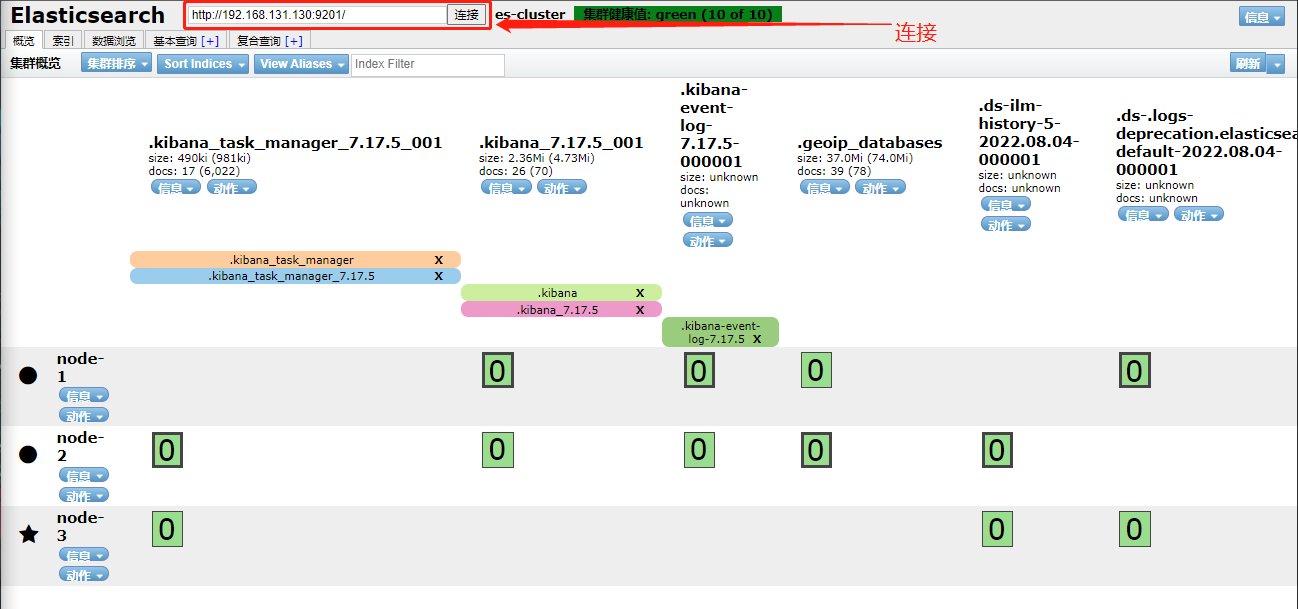 Elasticsearch http://192.168.131.130:9201/ 连接 es-cluster 集群健康值: green (10 of 10) 信息
连接
概览 索引 数据浏览 基本查询 [+] 复合查询 [+]
集群概览 集群排序 Sort Indices View Aliases Index Filter 刷新
.kibana_task_manager_7.17.5_001
size: 490ki (981ki)
docs: 17 (6,022)
信息 动作
.kibana_7.17.5_001
size: 2.36Mi (4.73Mi)
docs: 26 (70)
信息 动作
.kibana-
event-
log-
7.17.5-
000001
size: unknown
docs:
unknown
信息
动作
.geoip_databases
size: 37.0Mi (74.0Mi)
docs: 39 (78)
信息 动作
.ds-ilm-
history-5-
2022.08.04-
000001
size: unknown
docs: unknown
信息
动作
.ds-.logs-
deprecation.elasticsea
default-2022.08.04-
000001
size: unknown
docs: unknown
信息 动作
.kibana_task_manager X
.kibana_task_manager_7.17.5 X
.kibana X
.kibana_7.17.5 X
.kibana-event-
log-7.17.5 X
node-
1
信息
动作
0 0 0 0
node-
2
信息
动作
0 0 0 0 0
node-
3
信息
动作
0 0 0